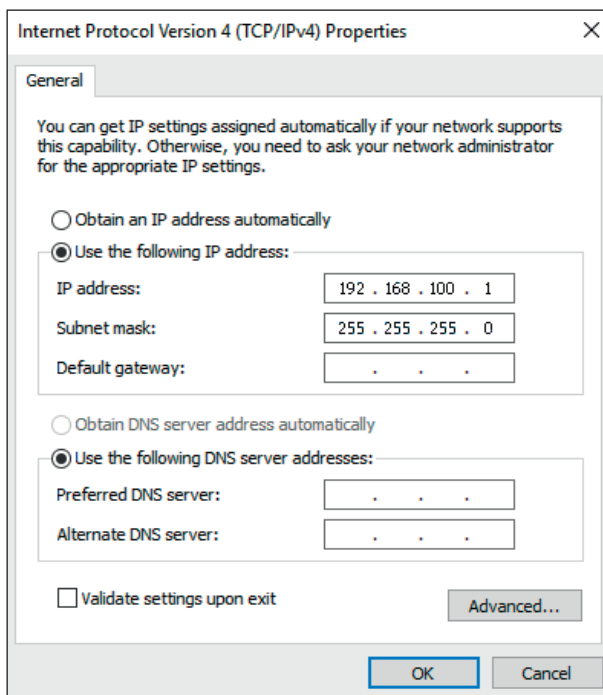 Internet Protocol Version 4 (TCP/IPv4) Properties
General
You can get IP settings assigned automatically if your network supports
this capability. Otherwise, you need to ask your network administrator
for the appropriate IP settings.
Obtain an IP address automatically
Use the following IP address:
IP address: 192 . 168 . 100 . 1
Subnet mask: 255 . 255 . 255 . 0
Default gateway: . . .
Obtain DNS server address automatically
Use the following DNS server addresses:
Preferred DNS server: . . .
Alternate DNS server: . . .
Validate settings upon exit
Advanced...
OK Cancel